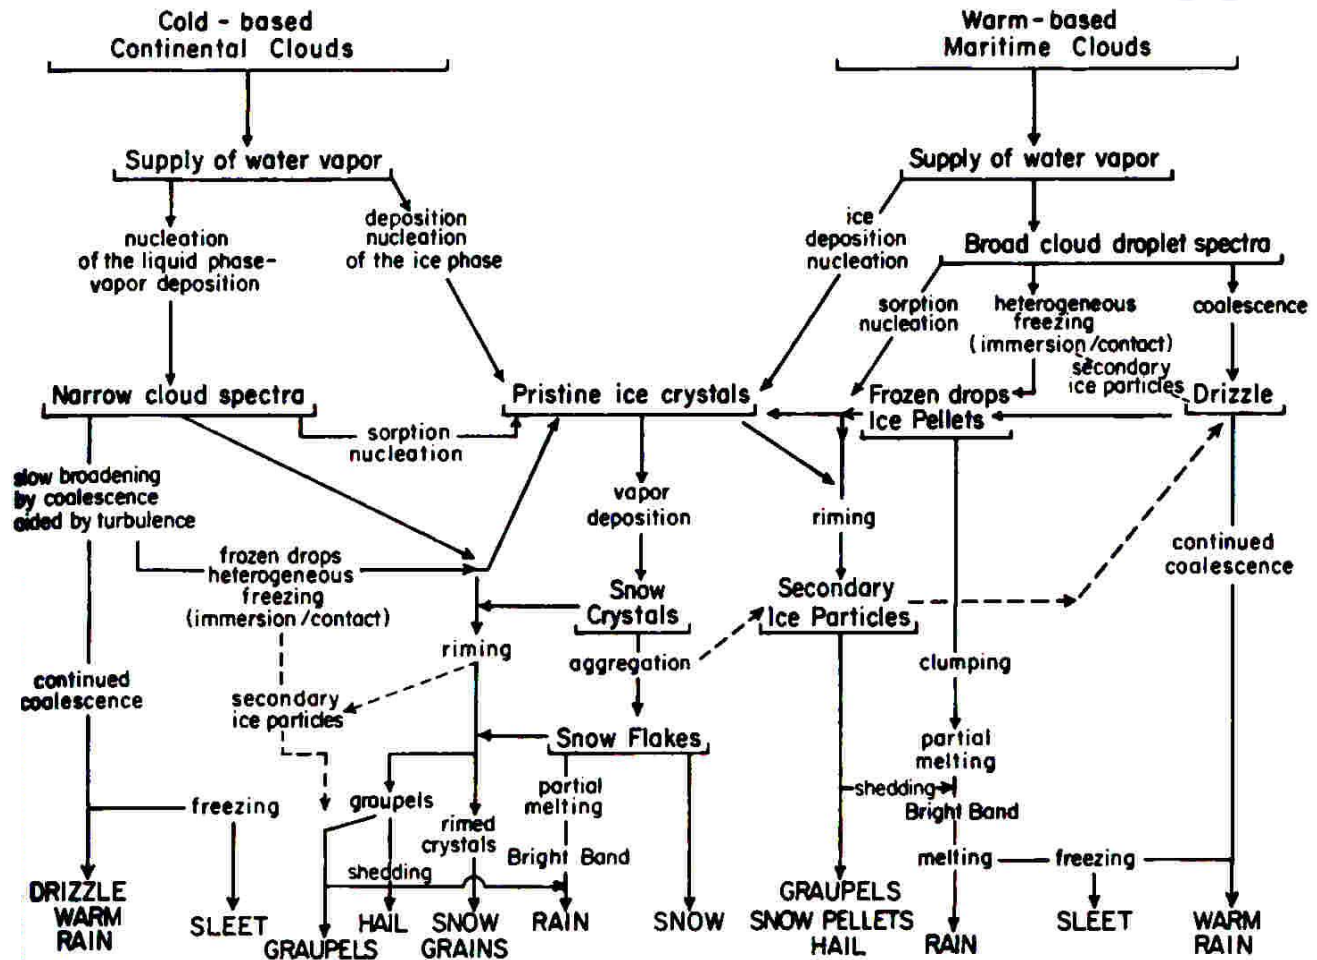 Cold - based
Continental Clouds
Warm - based
Maritime Clouds
Supply of water vapor
Supply of water vapor
nucleation
of the liquid phase-
vapor deposition
deposition
nucleation
of the ice phase
ice
deposition
nucleation
Broad cloud droplet spectra
sorption
nucleation
heterogeneous
freezing
(immersion/contact)
secondary
ice particles
coalescence
Narrow cloud spectra
Pristine ice crystals
Frozen drops
Ice Pellets
Drizzle
sorption
nucleation
slow broadening
by coalescence
aided by turbulence
vapor
deposition
riming
continued
coalescence
frozen drops
heterogeneous
freezing
(immersion/contact)
Snow
Crystals
Secondary
Ice Particles
riming
aggregation
clumping
continued
coalescence
secondary
ice particles
Snow Flakes
partial
melting
freezing
graupels
rimed
crystals
partial
melting
shedding
Bright Band
shedding
Bright Band
melting
freezing
DRIZZLE
WARM
RAIN
SLEET
GRAUPELS
HAIL
SNOW
GRAINS
RAIN
SNOW
GRAUPELS
SNOW PELLETS
HAIL
RAIN
SLEET
WARM
RAIN